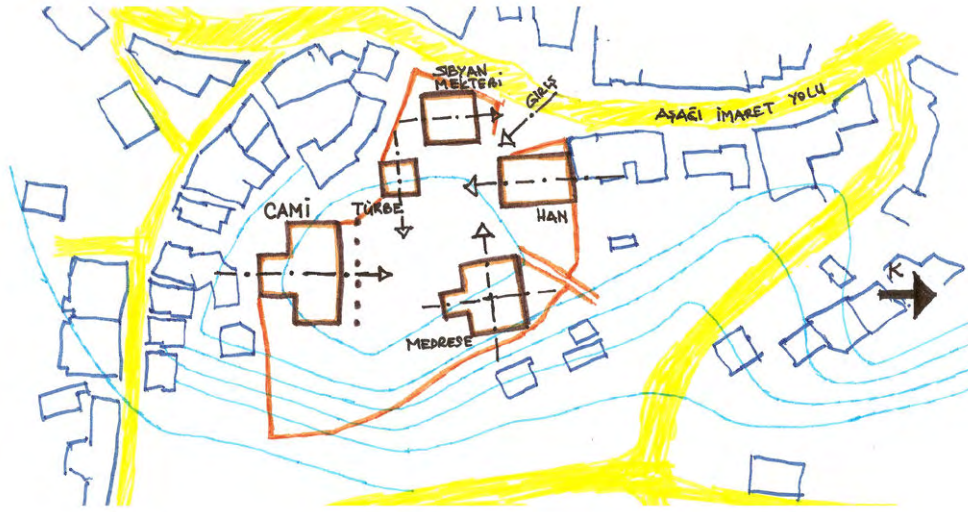 SIBYAN
MEKTEBİ
GİRİŞ
AŞAĞI İMARET YOLU
TÜRBE
CAMİ
HAN
K
MEDRESE